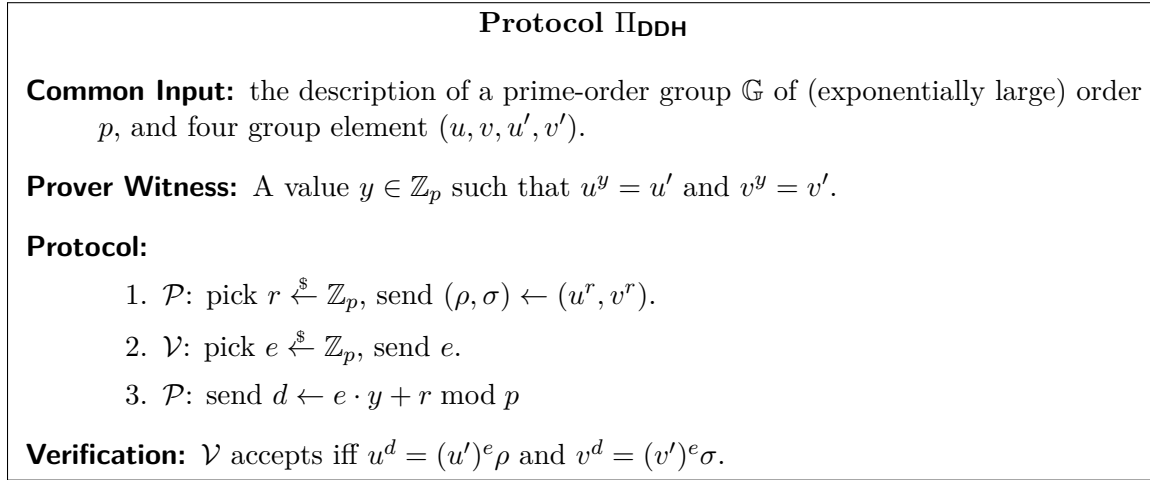 Protocol Π_DDH
Common Input: the description of a prime-order group 𝔾 of (exponentially large) order
p, and four group element (u, v, u′, v′).
Prover Witness: A value y ∈ ℤ_p such that u^y = u′ and v^y = v′.
Protocol:
1. 𝒫: pick r ←$ ℤ_p, send (ρ, σ) ← (u^r, v^r).
2. 𝒱: pick e ←$ ℤ_p, send e.
3. 𝒫: send d ← e · y + r mod p
Verification: 𝒱 accepts iff u^d = (u′)^e ρ and v^d = (v′)^e σ.